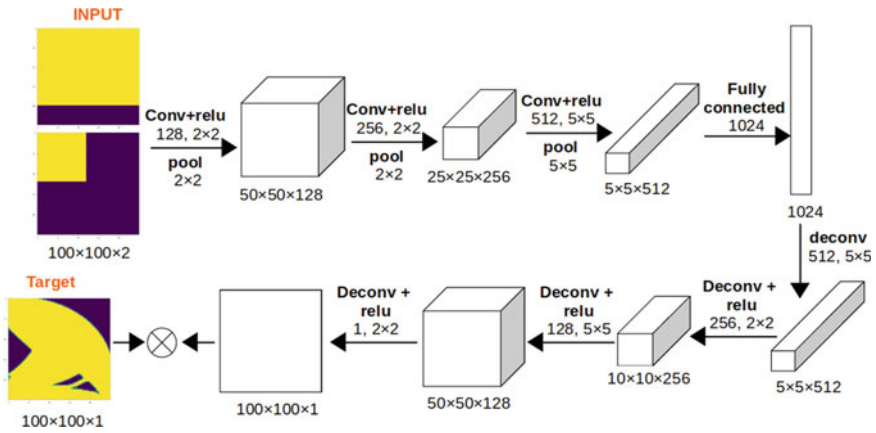 INPUT
100×100×2
Conv+relu
128, 2×2
pool
2×2
50×50×128
Conv+relu
256, 2×2
pool
2×2
25×25×256
Conv+relu
512, 5×5
pool
5×5
5×5×512
Fully
connected
1024
1024
deconv
512, 5×5
5×5×512
Deconv +
relu
256, 2×2
10×10×256
Deconv +
relu
128, 5×5
50×50×128
Deconv +
relu
1, 2×2
100×100×1
Target
100×100×1